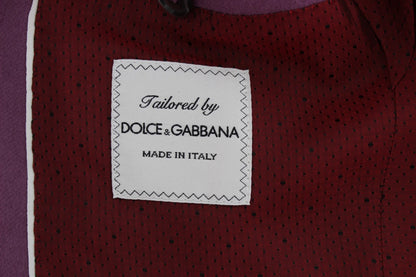 Tailored by
DOLCE & GABBANA
MADE IN ITALY